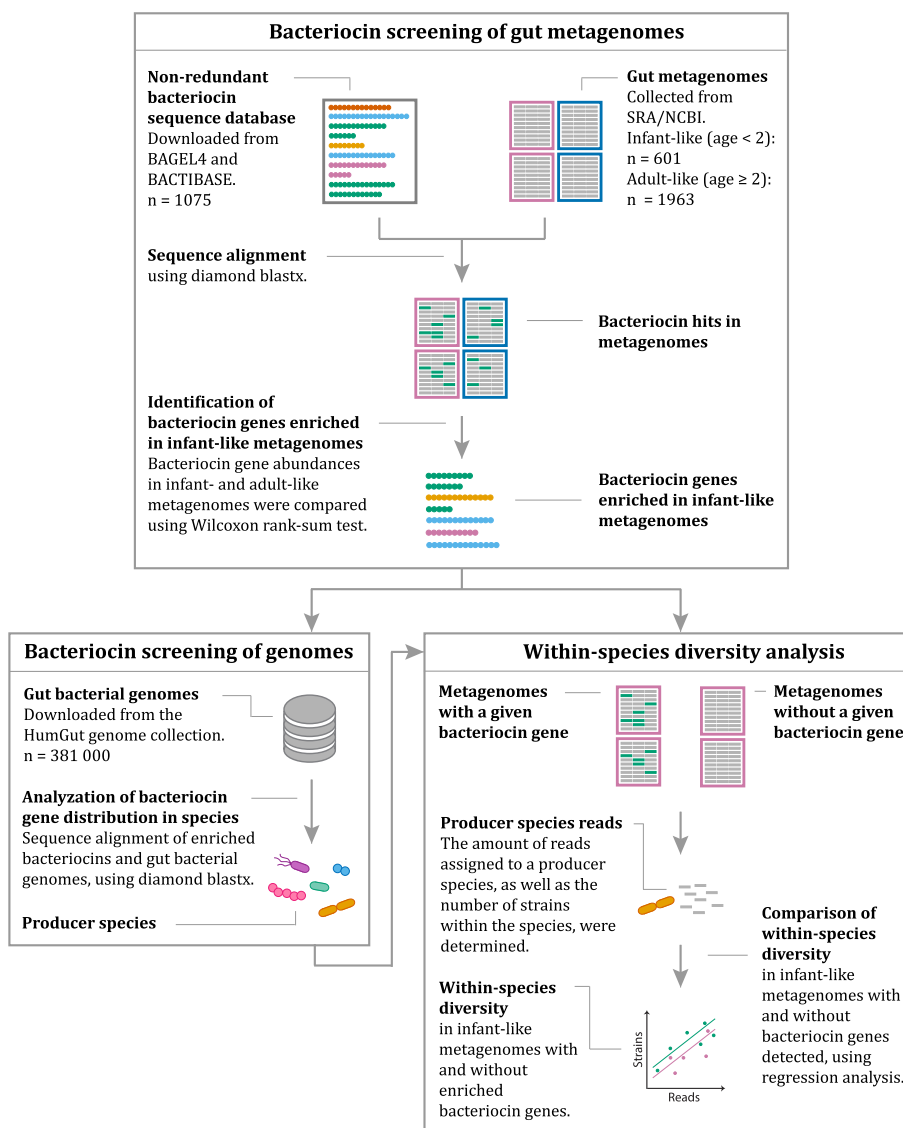 Bacteriocin screening of gut metagenomes
Non-redundant
bacteriocin
sequence database
Downloaded from
BAGEL4 and
BACTIBASE.
n = 1075
Gut metagenomes
Collected from
SRA/NCBI.
Infant-like (age < 2):
n = 601
Adult-like (age ≥ 2):
n = 1963
Sequence alignment
using diamond blastx.
Bacteriocin hits in
metagenomes
Identification of
bacteriocin genes enriched
in infant-like metagenomes
Bacteriocin gene abundances
in infant- and adult-like
metagenomes were compared
using Wilcoxon rank-sum test.
Bacteriocin genes
enriched in infant-like
metagenomes
Bacteriocin screening of genomes
Gut bacterial genomes
Downloaded from the
HumGut genome collection.
n = 381 000
Analyzation of bacteriocin
gene distribution in species
Sequence alignment of enriched
bacteriocins and gut bacterial
genomes, using diamond blastx.
Producer species
Within-species diversity analysis
Metagenomes
with a given
bacteriocin gene
Metagenomes
without a given
bacteriocin gene
Producer species reads
The amount of reads
assigned to a producer
species, as well as the
number of strains
within the species, were
determined.
Comparison of
within-species
diversity
in infant-like
metagenomes with
and without
bacteriocin genes
detected, using
regression analysis.
Within-species
diversity
in infant-like
metagenomes with
and without
enriched
bacteriocin genes.
Strains
Reads